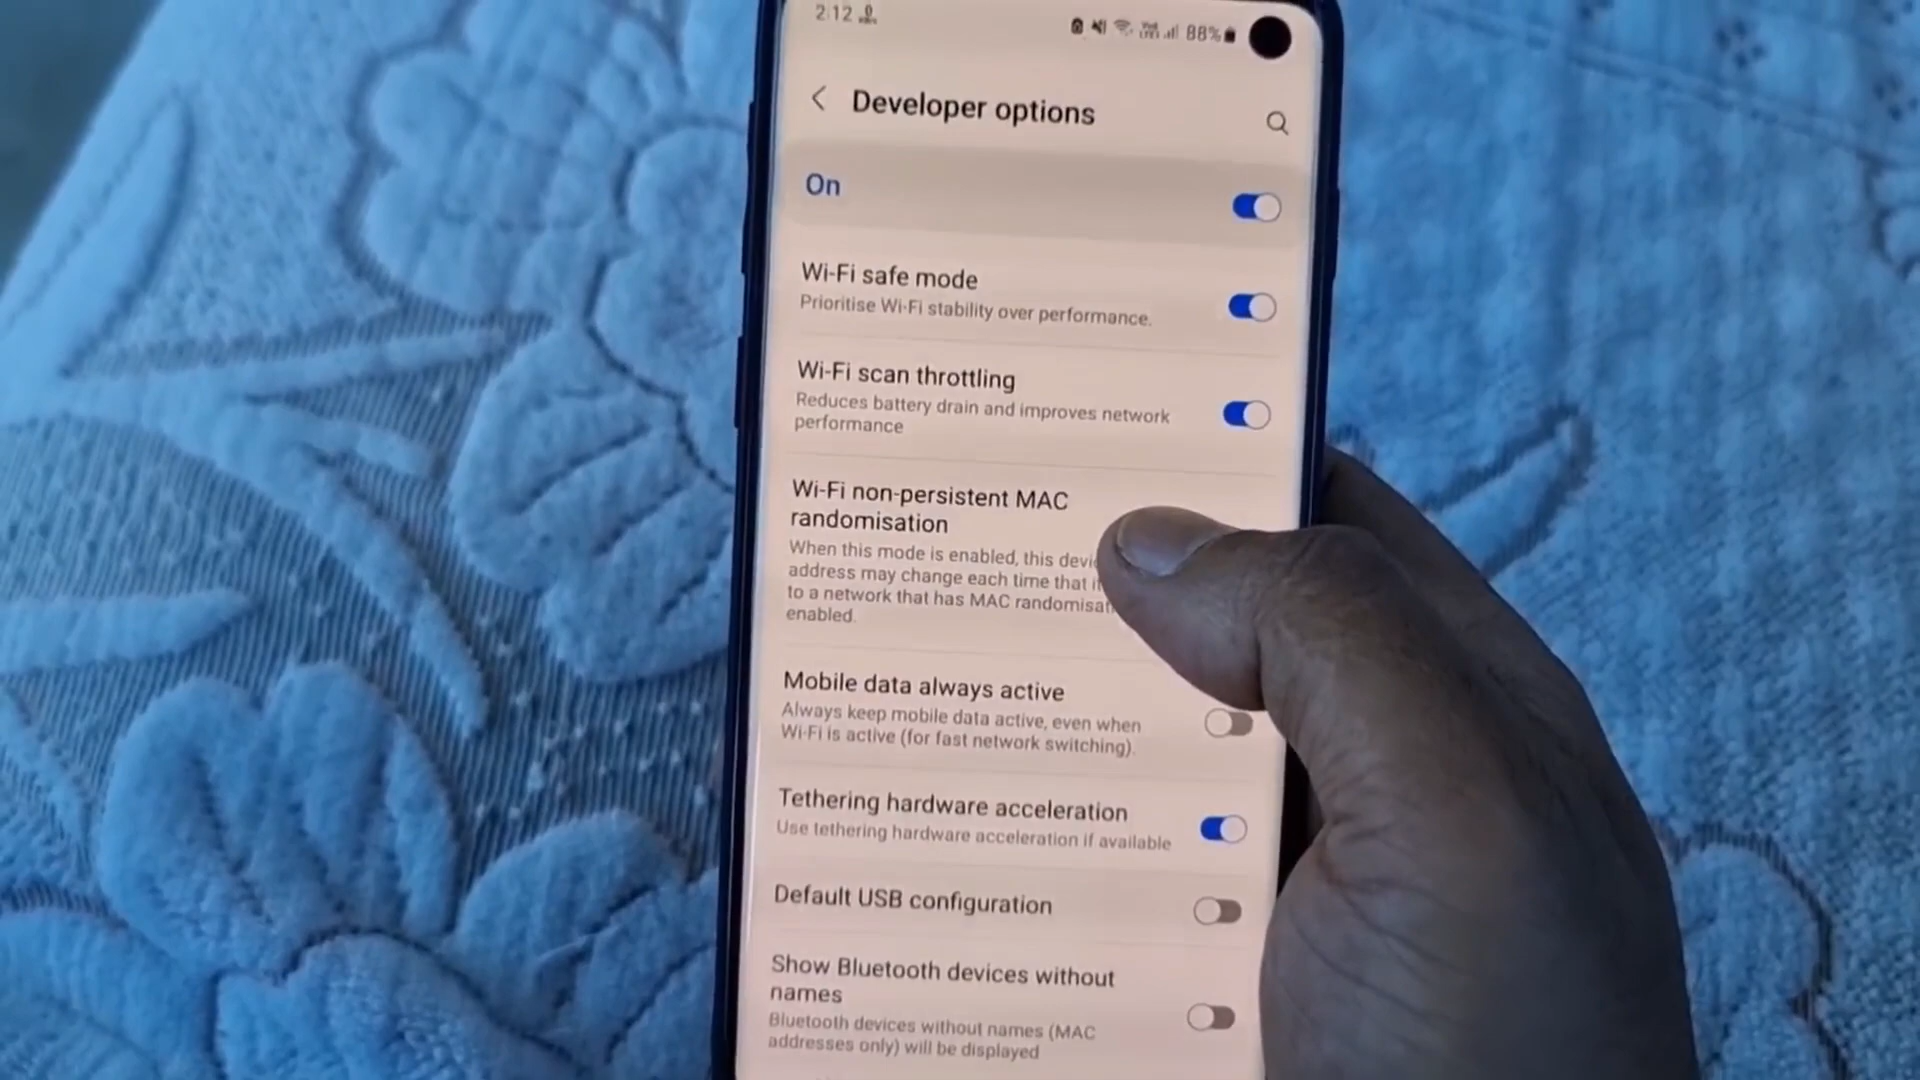 2:12
88%
Developer options
On
Wi-Fi safe mode
Prioritise Wi-Fi stability over performance.
Wi-Fi scan throttling
Reduces battery drain and improves network
performance
Wi-Fi non-persistent MAC
randomisation
When this mode is enabled, this
address may change each time that
to a network that has MAC
enabled.
Mobile data always active
Always keep mobile data active, even when
Wi-Fi is active (for fast network switching).
Tethering hardware acceleration
Use tethering hardware acceleration if available
Default USB configuration
Show Bluetooth devices without
names
Bluetooth devices without names (MAC
addresses only) will be displayed